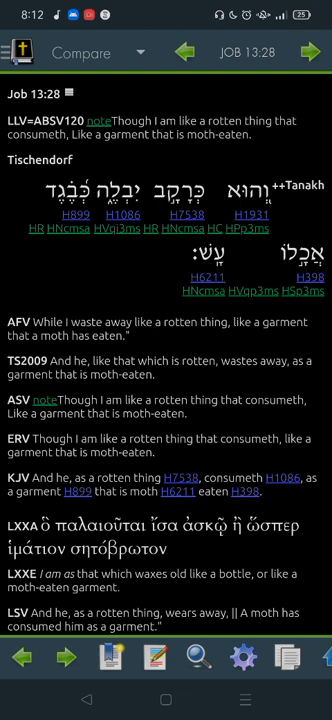 8:12 25
Compare JOB 13:28
Job 13:28
LLV=ABSV120 noteThough I am like a rotten thing that
consumeth, Like a garment that is moth-eaten.
Tischendorf
++Tanakh וְ֭הוּא כְּרָקָ֣ב יִבְלֶ֑ה כְּ֝בֶ֗גֶד
H899 H1086 H7538 H1931
HR HNcmsa HVqi3ms HR HNcmsa HC HPp3ms
אֲכָ֣לוֹ עָֽשׁ׃
H6211 H398
HNcmsa HVqp3ms HSp3ms
AFV While I waste away like a rotten thing, like a garment
that a moth has eaten."
TS2009 And he, like that which is rotten, wastes away, as a
garment that is moth-eaten.
ASV noteThough I am like a rotten thing that consumeth,
Like a garment that is moth-eaten.
ERV Though I am like a rotten thing that consumeth, like a
garment that is moth-eaten.
KJV And he, as a rotten thing H7538, consumeth H1086, as
a garment H899 that is moth H6211 eaten H398.
LXXA ὃ παλαιοῦται ἴσα ἀσκῷ ἢ ὥσπερ
ἱμάτιον σητόβρωτον
LXXE I am as that which waxes old like a bottle, or like a
moth-eaten garment.
LSV And he, as a rotten thing, wears away, || A moth has
consumed him as a garment."